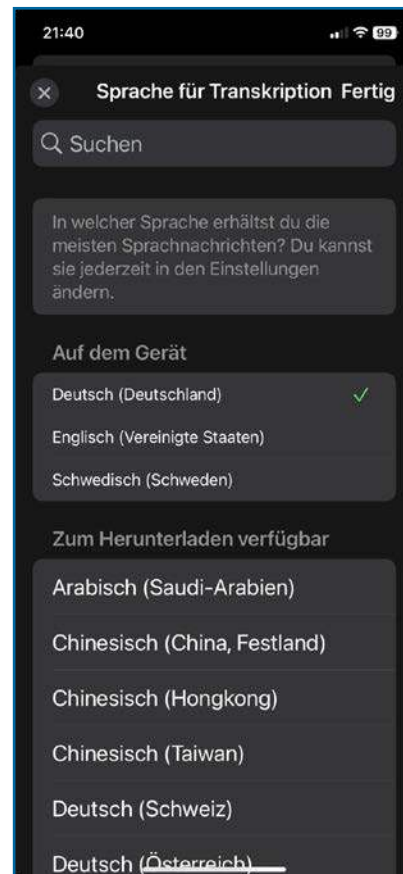 21:40
99
Sprache für Transkription Fertig
Suchen
In welcher Sprache erhältst du die
meisten Sprachnachrichten? Du kannst
sie jederzeit in den Einstellungen
ändern.
Auf dem Gerät
Deutsch (Deutschland)
Englisch (Vereinigte Staaten)
Schwedisch (Schweden)
Zum Herunterladen verfügbar
Arabisch (Saudi-Arabien)
Chinesisch (China, Festland)
Chinesisch (Hongkong)
Chinesisch (Taiwan)
Deutsch (Schweiz)
Deutsch (Österreich)